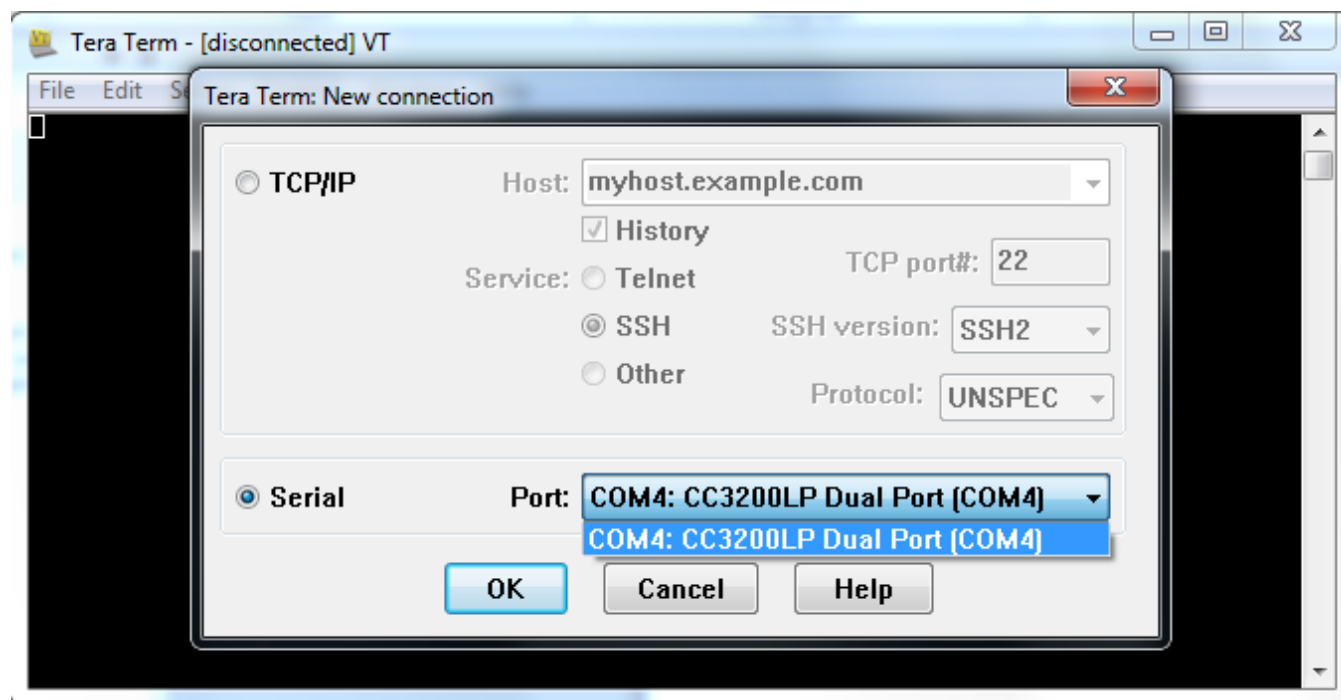 Tera Term - [disconnected] VT
File Edit
Tera Term: New connection
TCP/IP Host: myhost.example.com
History
Service: Telnet TCP port#: 22
SSH SSH version: SSH2
Other Protocol: UNSPEC
Serial Port: COM4: CC3200LP Dual Port (COM4)
COM4: CC3200LP Dual Port (COM4)
OK Cancel Help